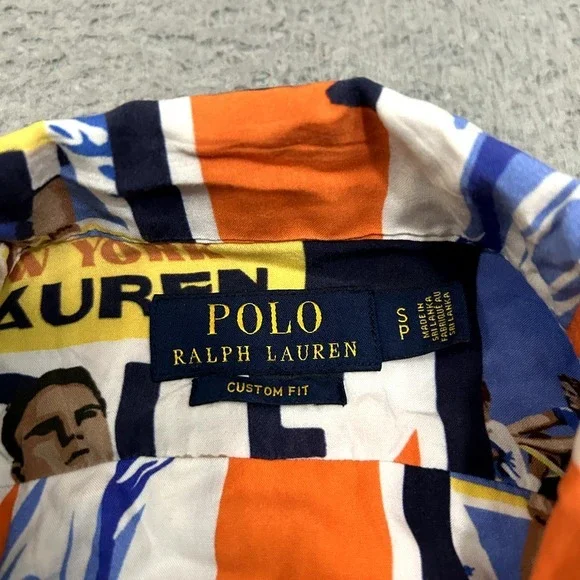 W YORK
AUREN
POLO
RALPH LAUREN
CUSTOM FIT
S
P
MADE IN
SRI LANKA
FABRIQUÉ AU
SRI LANKA